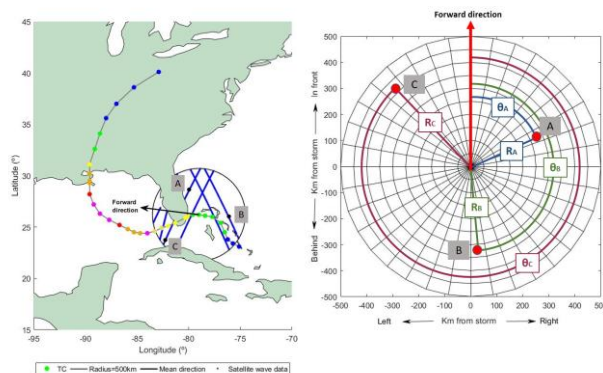 45
40
35
30
25
20
15
Latitude (º)
A
B
C
Forward
direction
-95
-90
-85
-80
-75
-70
Longitude (º)
TC
Radius=500km
Mean direction
Satellite wave data
Forward direction
500
400
300
200
100
0
-100
-200
-300
-400
-500
In front
Km from storm
Behind
C
A
B
θA
RA
RC
RB
θB
θC
-500 -400 -300 -200 -100 0 100 200 300 400 500
Left
Km from storm
Right